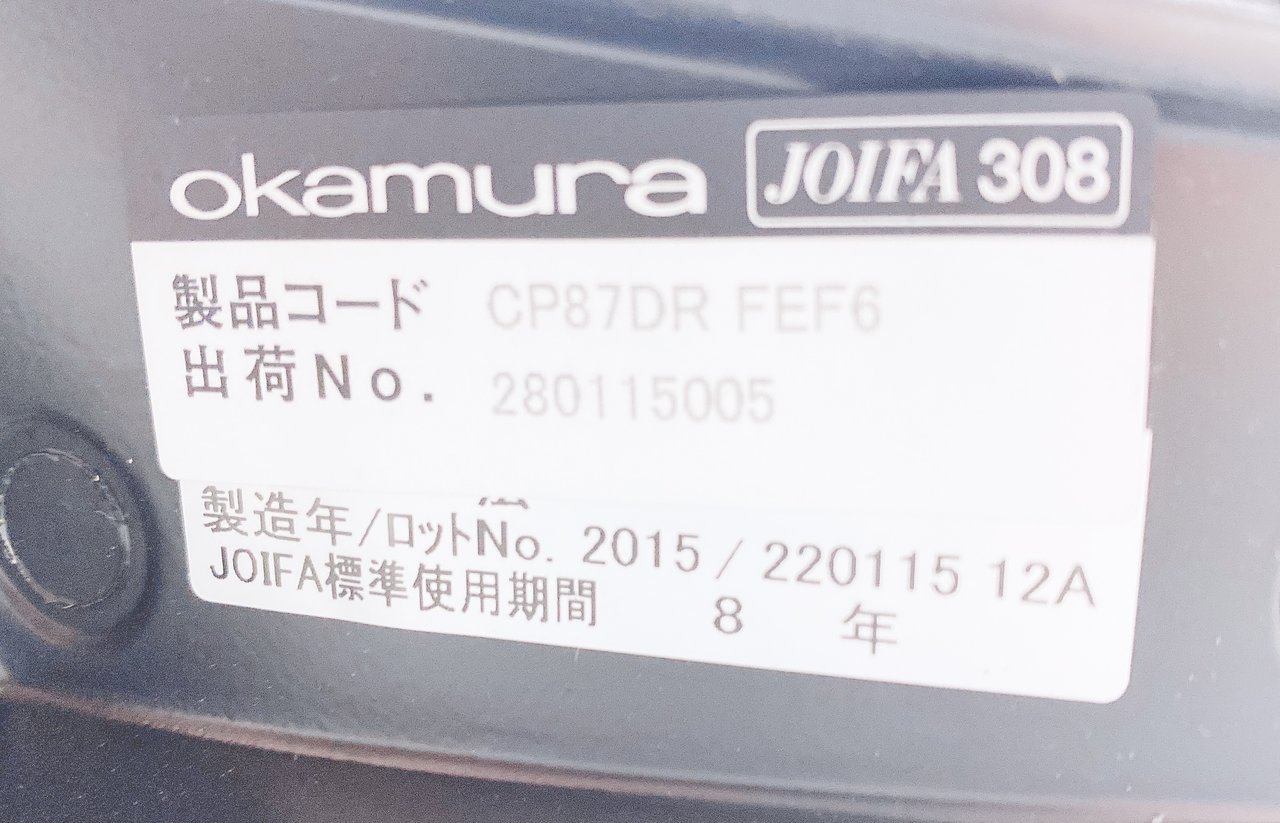 okamura JOIFA 308
製品コード CP87DR FEF6
出荷No. 280115005
製造年/ロットNo. 2015 / 220115 12A
JOIFA標準使用期間 8 年